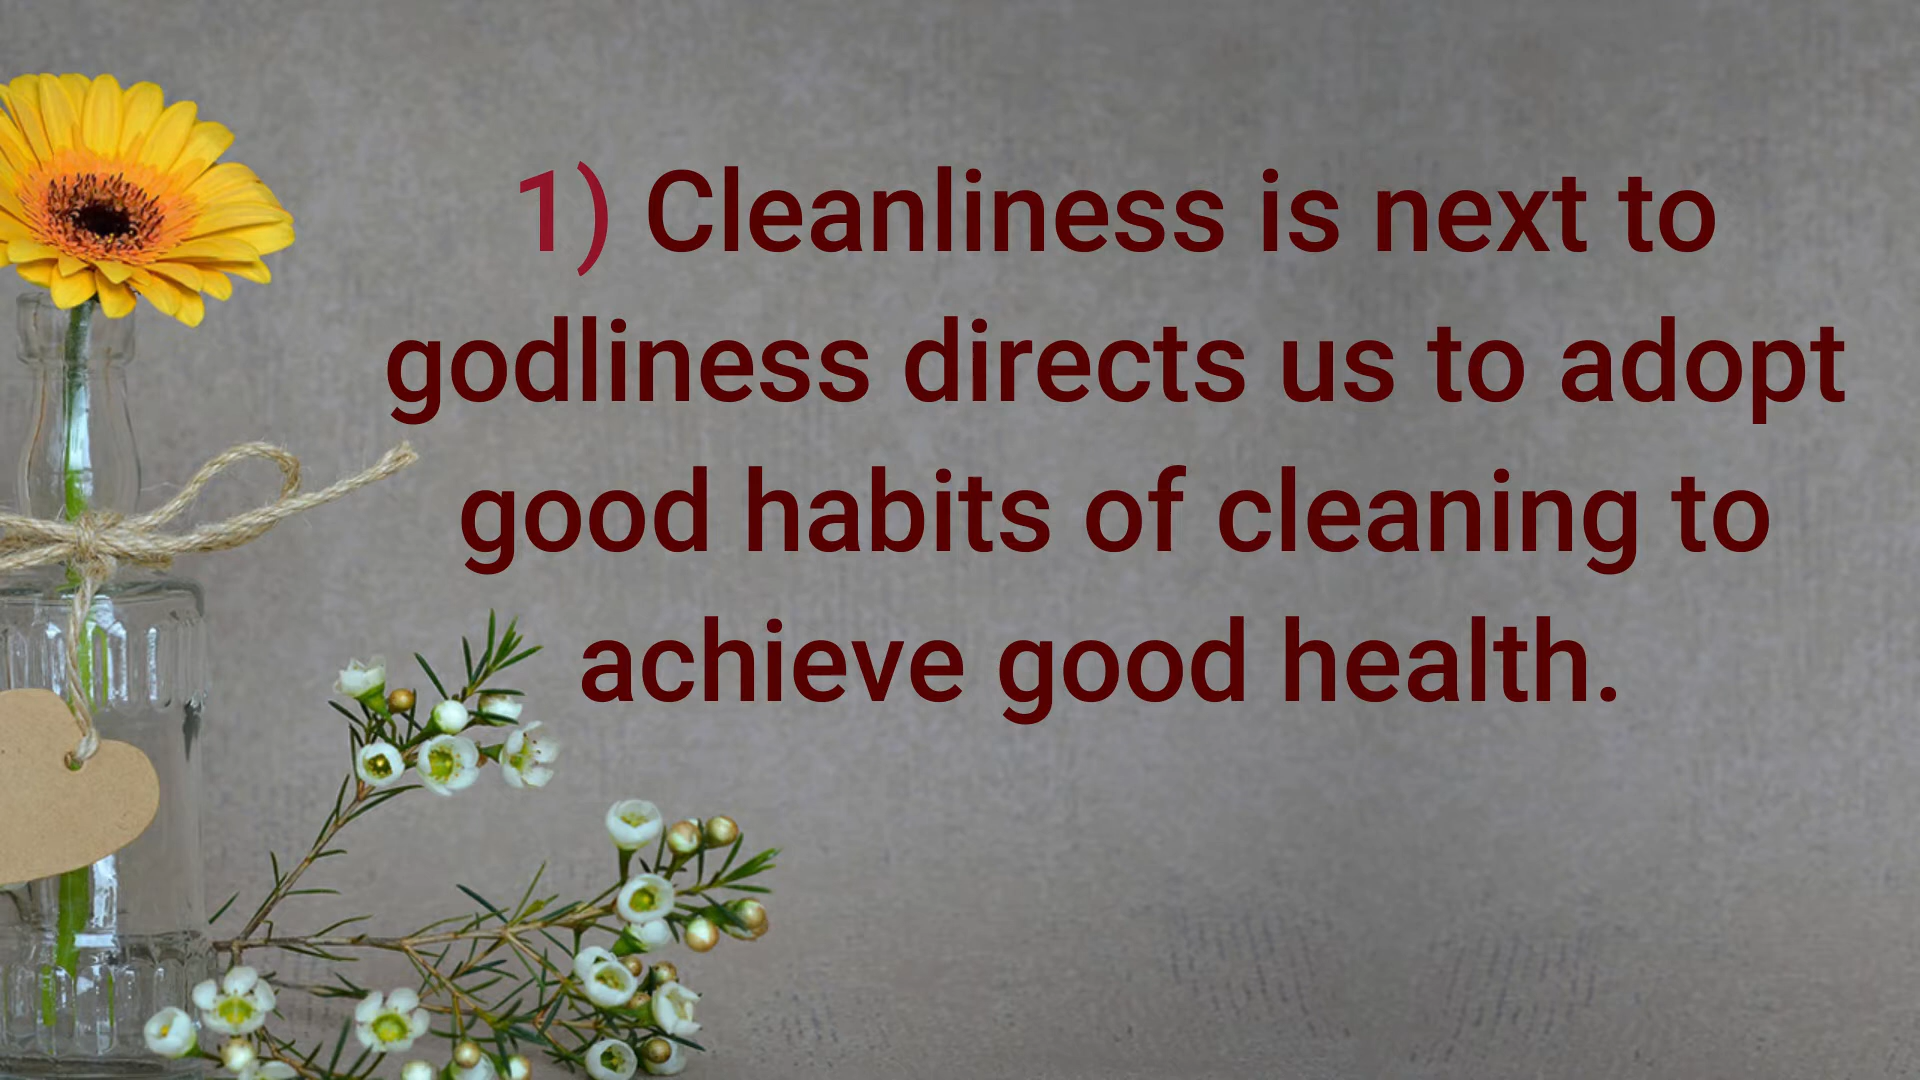 1) Cleanliness is next to
godliness directs us to adopt
good habits of cleaning to
achieve good health.